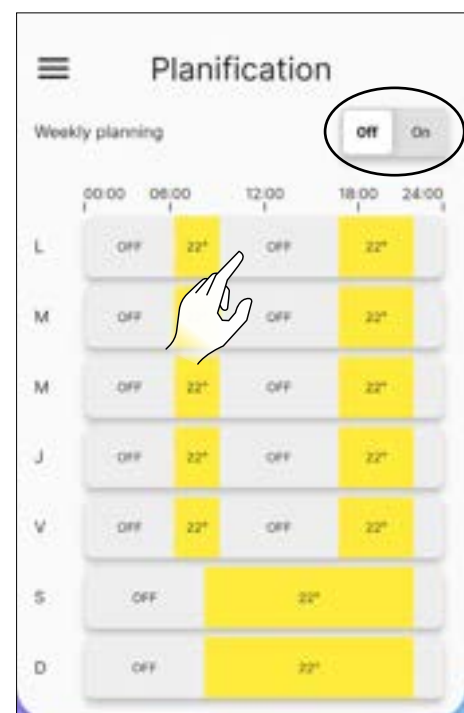 Planification
Weekly planning Off On
00:00 06:00 12:00 18:00 24:00
L OFF 22° OFF 22°
M OFF OFF 22°
M OFF 22° OFF 22°
J OFF 22° OFF 22°
V OFF 22° OFF 22°
S OFF 22°
D OFF 22°